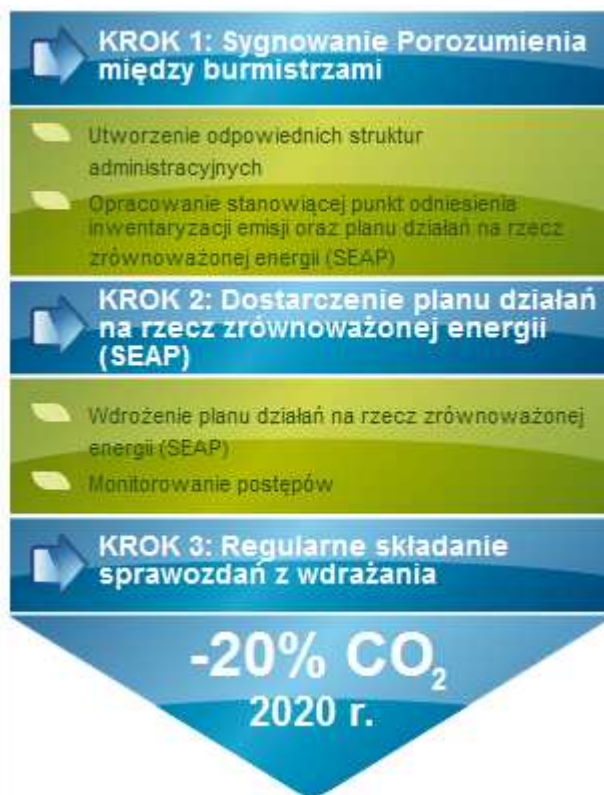 KROK 1: Sygnowanie Porozumienia
między burmistrzami
Utworzenie odpowiednich struktur
administracyjnych
Opracowanie stanowiącej punkt odniesienia
inwentaryzacji emisji oraz planu działań na rzecz
zrównoważonej energii (SEAP)
KROK 2: Dostarczenie planu działań
na rzecz zrównoważonej energii
(SEAP)
Wdrożenie planu działań na rzecz zrównoważonej
energii (SEAP)
Monitorowanie postępów
KROK 3: Regularne składanie
sprawozdań z wdrażania
-20% CO₂
2020 r.